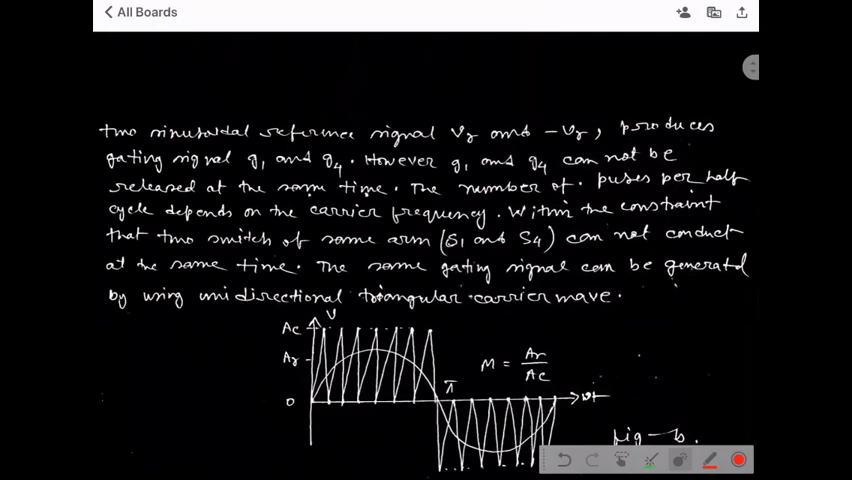 All Boards
two sinusoidal reference signal Vr and -Vr, produces
gating signal g1 and g4. However g1 and g4 can not be
released at the same time. The number of. puses per half
cycle depends on the carrier frequency. Within the constraint
that two switch of same arm (S1 and S4) can not conduct
at the same time. The same gating signal can be generated
by using unidirectional triangular carrier wave.
V
Ac
Ar
M = Ar/Ac
π
0
wt
fig-b.